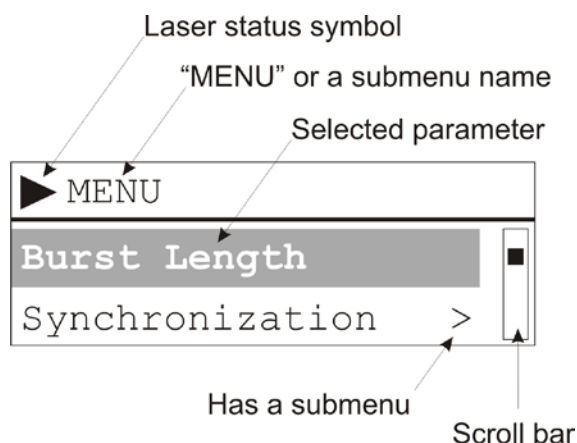 Laser status symbol
“MENU” or a submenu name
Selected parameter
MENU
Burst Length
Synchronization >
Has a submenu
Scroll bar